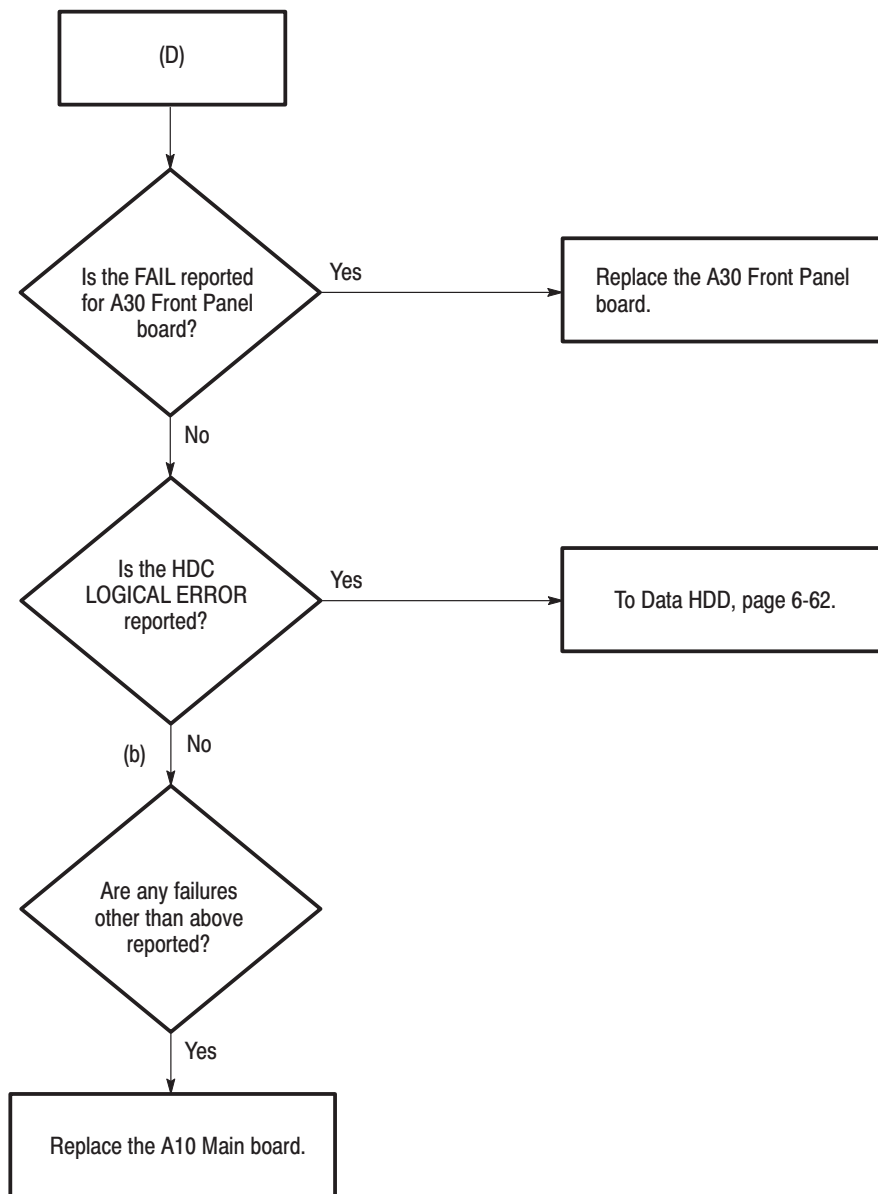 (D)
Is the FAIL reported
for A30 Front Panel
board?
Yes
Replace the A30 Front Panel
board.
No
Is the HDC
LOGICAL ERROR
reported?
Yes
To Data HDD, page 6-62.
(b)
No
Are any failures
other than above
reported?
Yes
Replace the A10 Main board.